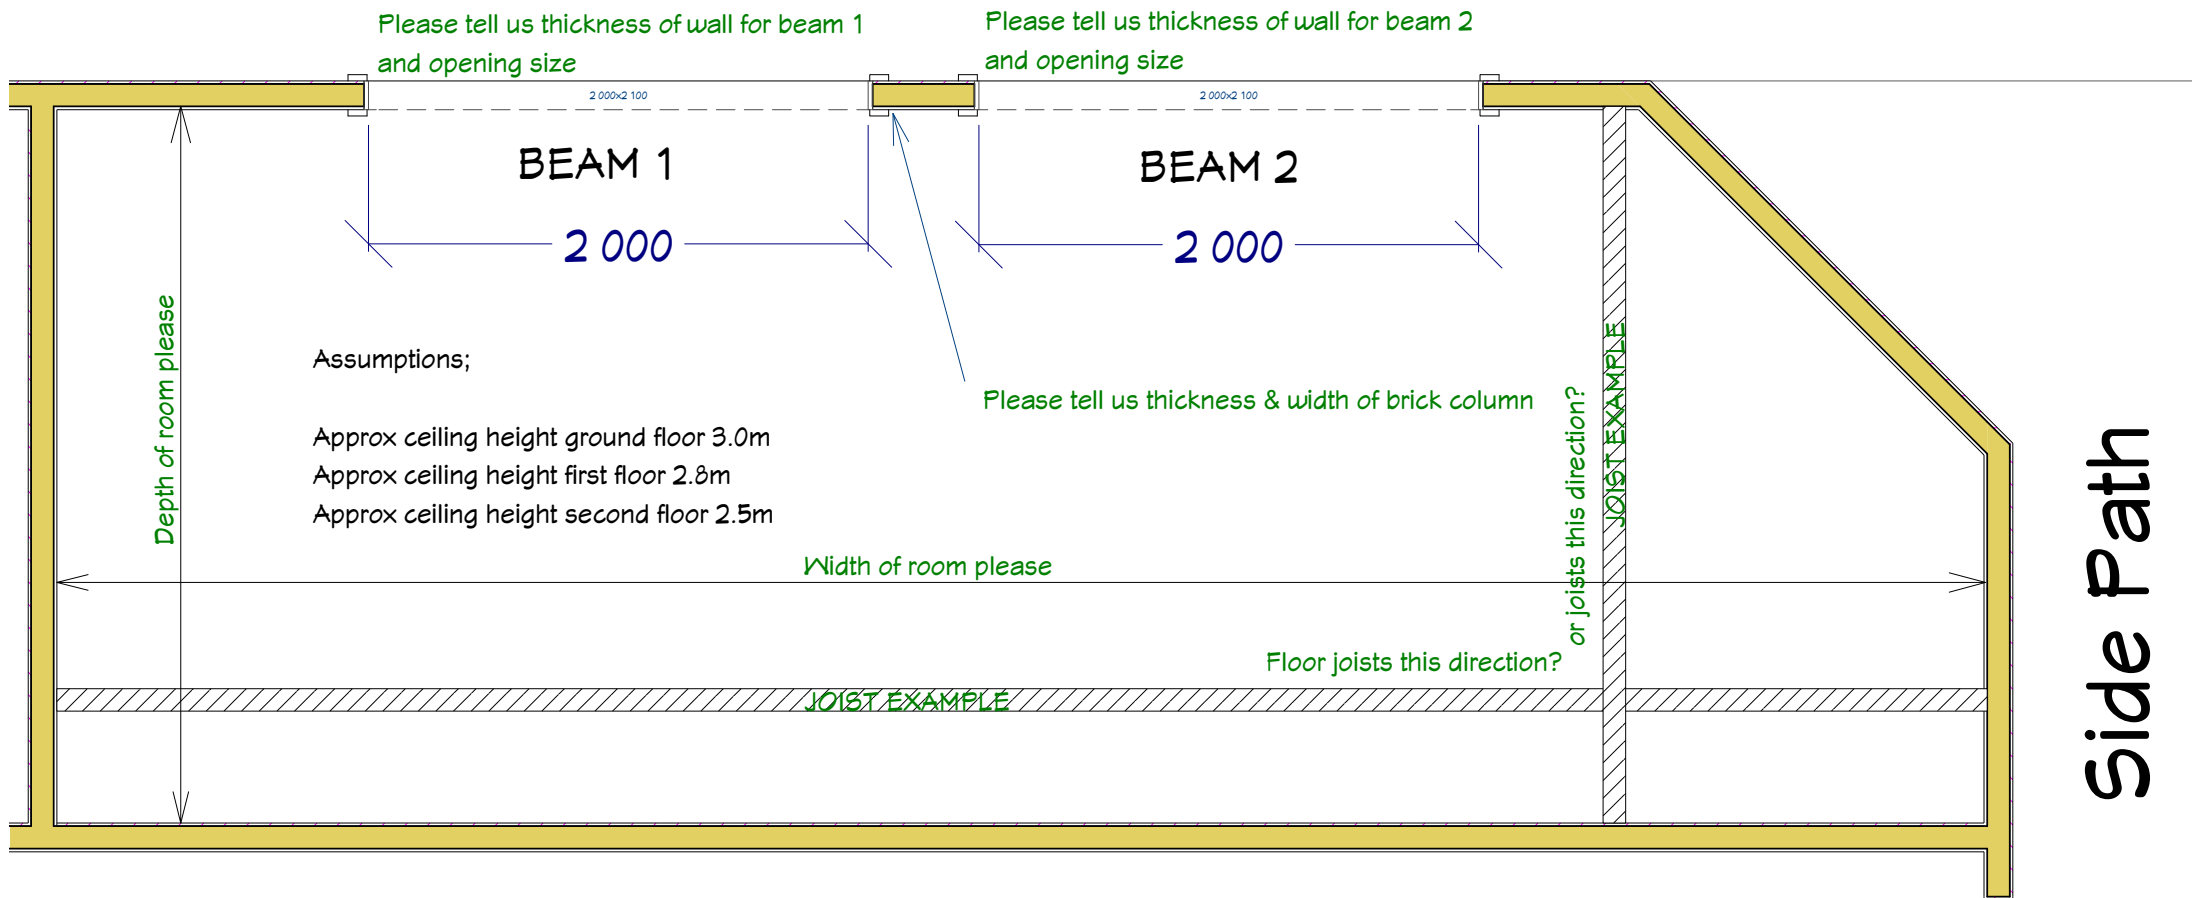 Please tell us thickness of wall for beam 1
and opening size
Please tell us thickness of wall for beam 2
and opening size
2 000x2 100
2 000x2 100
BEAM 1
BEAM 2
2 000
2 000
Depth of room please
Assumptions;
Approx ceiling height ground floor 3.0m
Approx ceiling height first floor 2.8m
Approx ceiling height second floor 2.5m
Please tell us thickness & width of brick column
or joists this direction?
JOIST EXAMPLE
Width of room please
Floor joists this direction?
JOIST EXAMPLE
Side Path